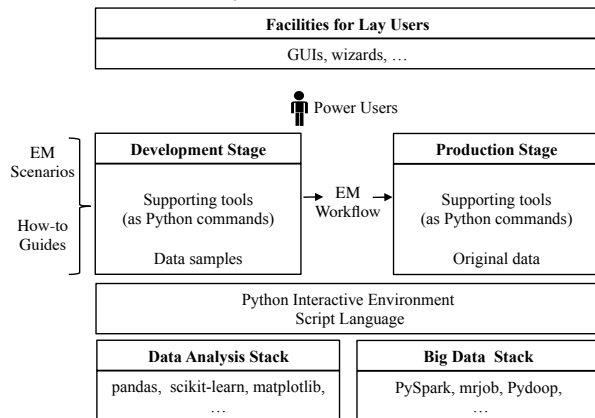 Facilities for Lay Users
GUIs, wizards, …
Power Users
EM
Scenarios
How-to
Guides
Development Stage
Supporting tools
(as Python commands)
Data samples
EM
Workflow
Production Stage
Supporting tools
(as Python commands)
Original data
Python Interactive Environment
Script Language
Data Analysis Stack
pandas, scikit-learn, matplotlib,
…
Big Data Stack
PySpark, mrjob, Pydoop,
…